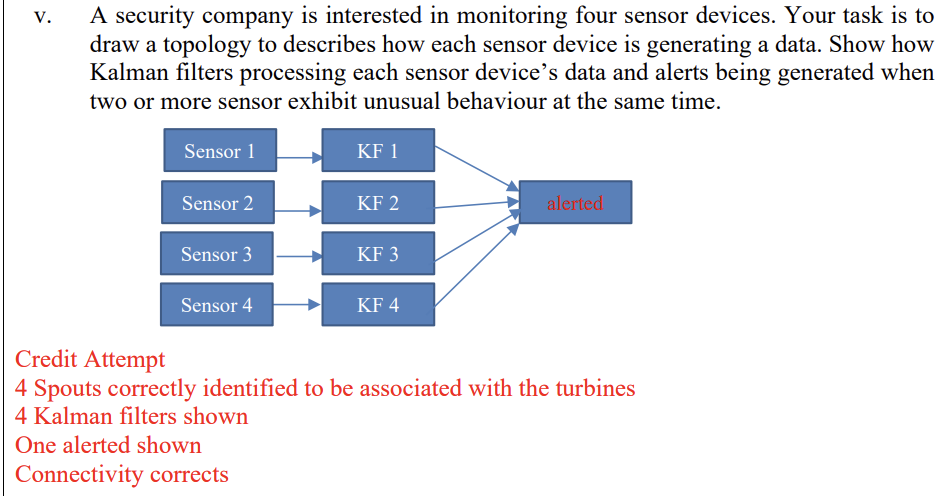 v. A security company is interested in monitoring four sensor devices. Your task is to
draw a topology to describes how each sensor device is generating a data. Show how
Kalman filters processing each sensor device's data and alerts being generated when
two or more sensor exhibit unusual behaviour at the same time.
Sensor 1
KF 1
Sensor 2
KF 2
alerted
Sensor 3
KF 3
Sensor 4
KF 4
Credit Attempt
4 Spouts correctly identified to be associated with the turbines
4 Kalman filters shown
One alerted shown
Connectivity corrects